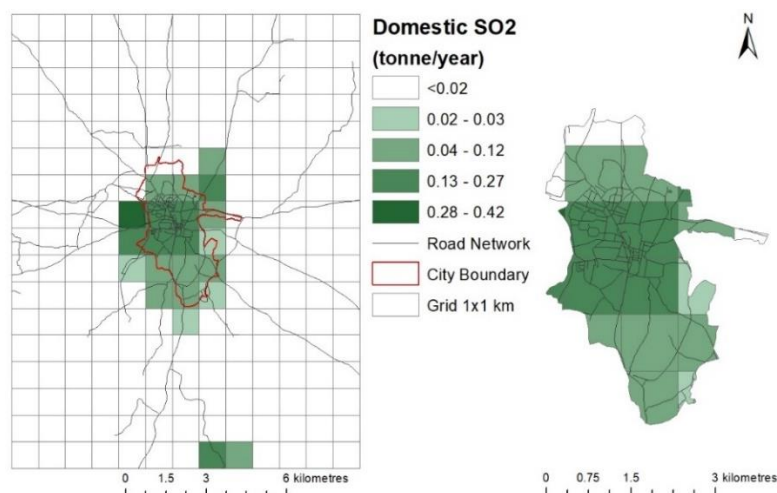 Domestic SO2
(tonne/year)
<0.02
0.02 - 0.03
0.04 - 0.12
0.13 - 0.27
0.28 - 0.42
Road Network
City Boundary
Grid 1x1 km
N
0 1.5 3 6 kilometres
0 0.75 1.5 3 kilometres